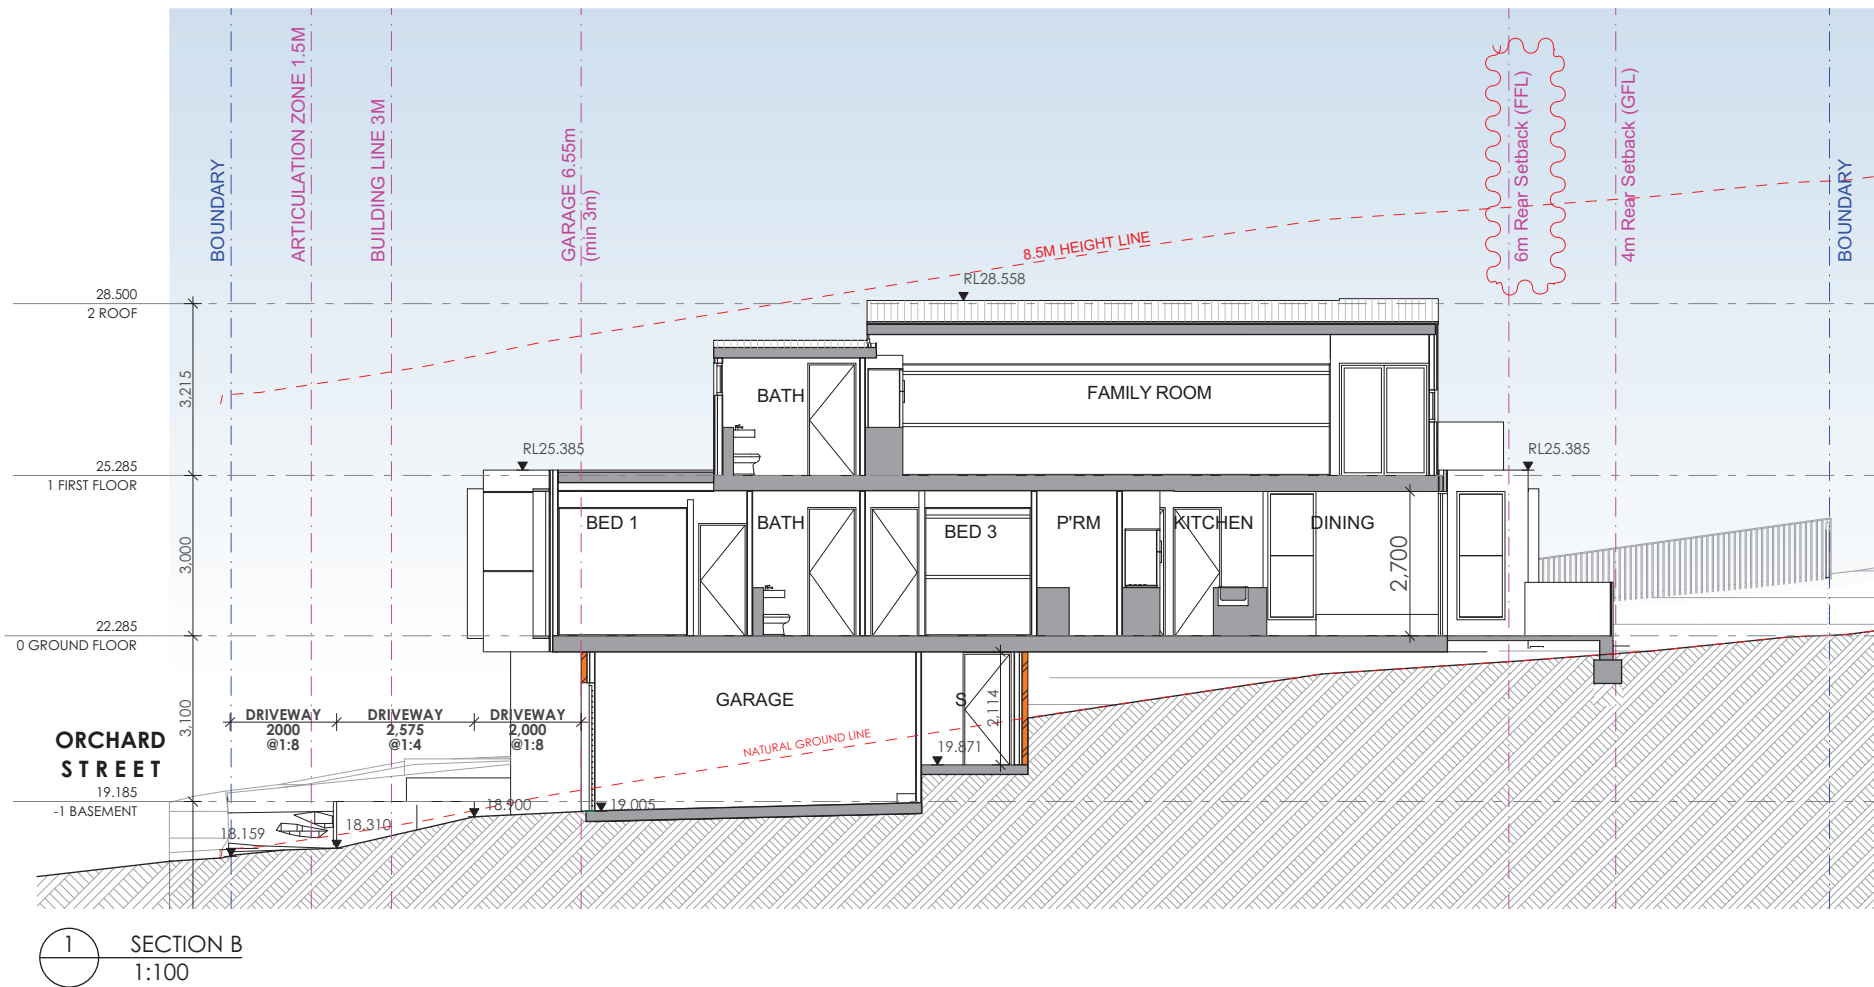 BOUNDARY
ARTICULATION ZONE 1.5M
BUILDING LINE 3M
GARAGE 6.55m
(min 3m)
6m Rear Setback (FFL)
4m Rear Setback (GFL)
BOUNDARY
8.5M HEIGHT LINE
RL28.558
28.500
2 ROOF
3,215
BATH
FAMILY ROOM
RL25.385
RL25.385
25.285
1 FIRST FLOOR
3,000
BED 1
BATH
BED 3
P'RM
KITCHEN
DINING
2,700
22.285
0 GROUND FLOOR
3,100
GARAGE
S
2,114
DRIVEWAY
2000
@1:8
DRIVEWAY
2,575
@1:4
DRIVEWAY
2,000
@1:8
NATURAL GROUND LINE
19.871
ORCHARD
STREET
19.185
-1 BASEMENT
18.159
18.310
18.900
19.005
1
SECTION B
1:100